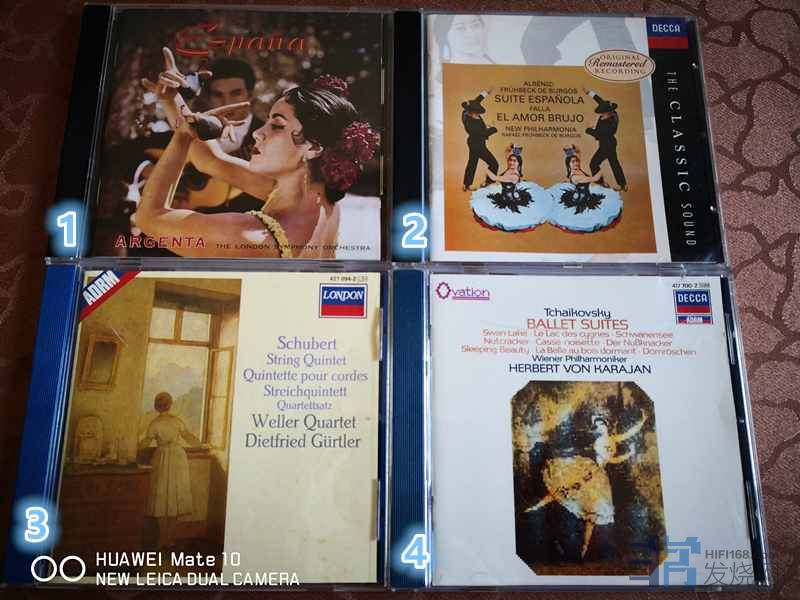 España
ARGENTA THE LONDON SYMPHONY ORCHESTRA
1
DECCA
ORIGINAL
Remastered
RECORDING
ALBÉNIZ:
FRÜHBECK DE BURGOS
SUITE ESPAÑOLA
FALLA
EL AMOR BRUJO
NEW PHILHARMONIA
RAFAEL FRÜHBECK DE BURGOS
THE CLASSIC SOUND
2
ADRM
LONDON
Schubert
String Quintet
Quintette pour cordes
Streichquintett
Quartettsatz
Weller Quartet
Dietfried Gürtler
3
Ovation
417 700-2
DECCA
ADRM
Tchaikovsky
BALLET SUITES
Swan Lake · Le Lac des cygnes · Schwanensee
Nutcracker · Casse-noisette · Der Nußknacker
Sleeping Beauty · La Belle au bois dormant · Dornröschen
Wiener Philharmoniker
HERBERT VON KARAJAN
4
HUAWEI Mate 10
NEW LEICA DUAL CAMERA
HIFI168
发烧